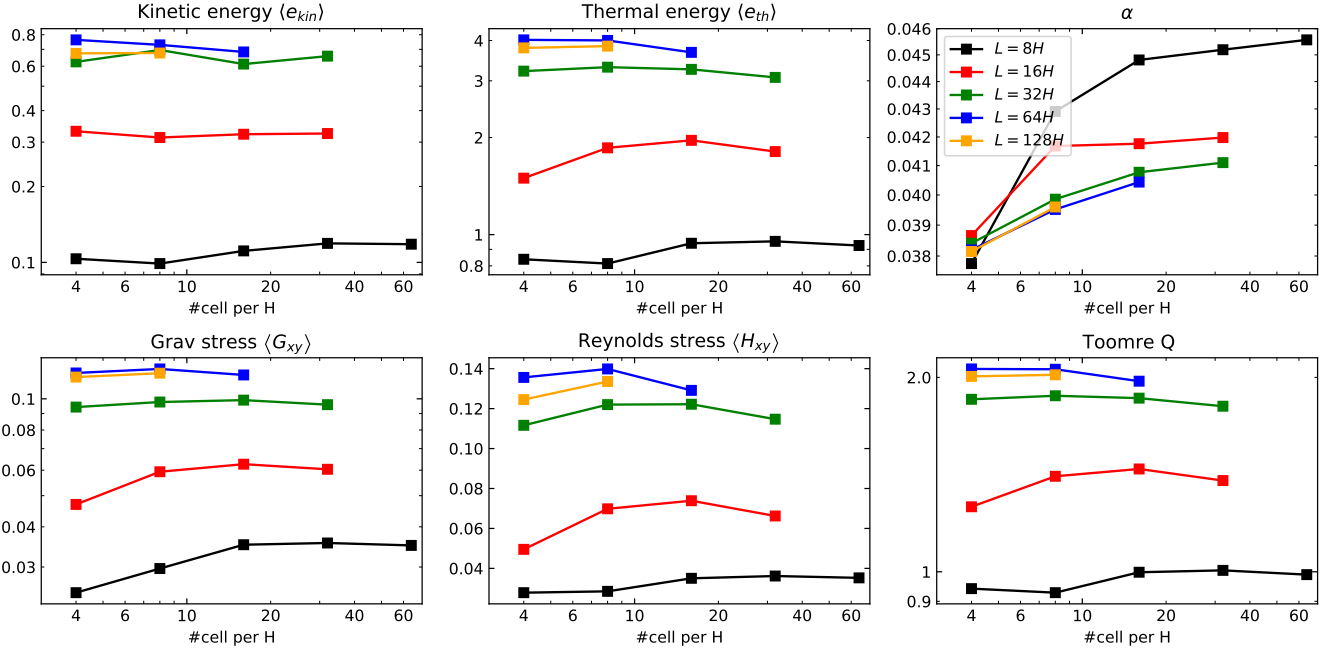 Kinetic energy ⟨e_kin⟩
0.8
0.6
0.4
0.3
0.2
0.1
4 6 10 20 40 60
#cell per H
Thermal energy ⟨e_th⟩
4
3
2
1
0.8
4 6 10 20 40 60
#cell per H
α
0.046
0.044
0.043
0.042
0.041
0.040
0.039
0.038
L = 8H
L = 16H
L = 32H
L = 64H
L = 128H
4 6 10 20 40 60
#cell per H
Grav stress ⟨G_xy⟩
0.1
0.08
0.06
0.04
0.03
4 6 10 20 40 60
#cell per H
Reynolds stress ⟨H_xy⟩
0.14
0.12
0.10
0.08
0.06
0.04
4 6 10 20 40 60
#cell per H
Toomre Q
2.0
1
0.9
4 6 10 20 40 60
#cell per H